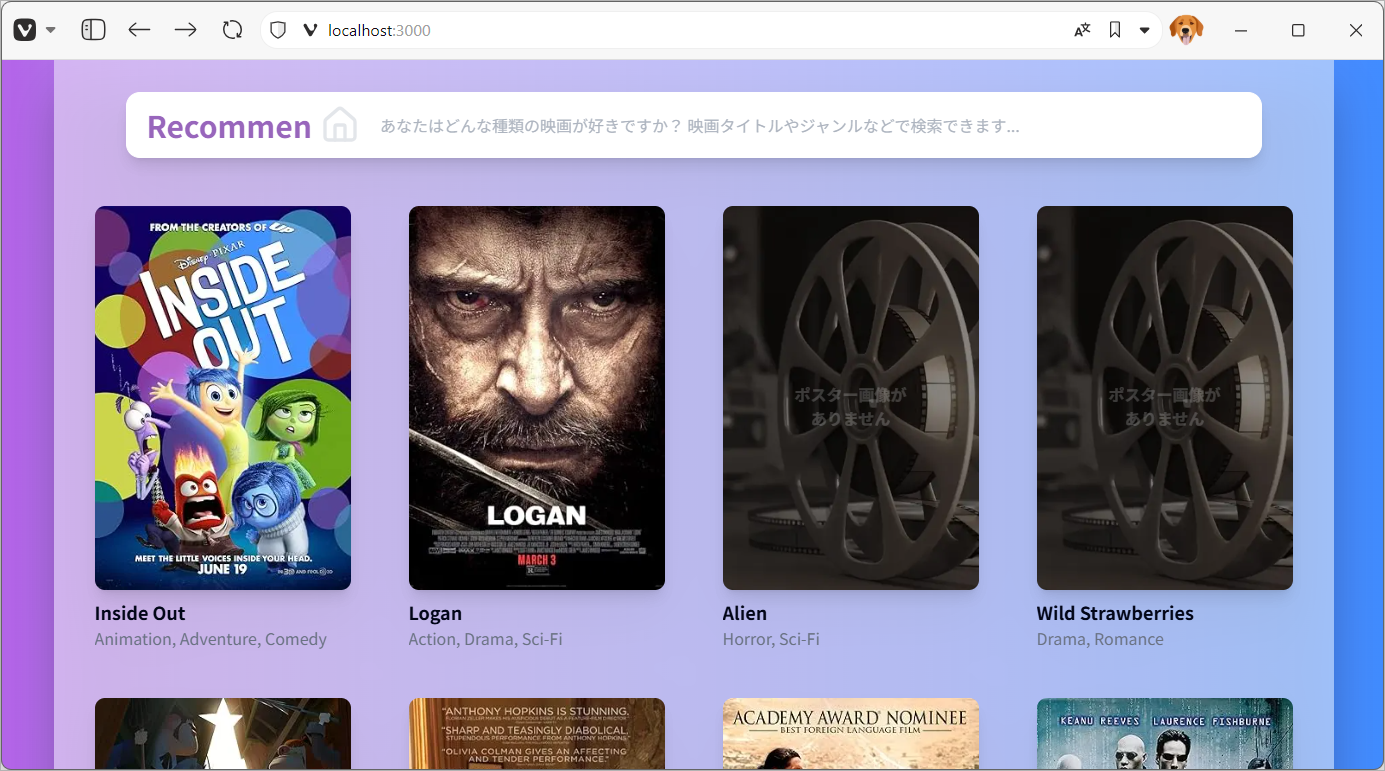 localhost:3000
Recommen
あなたはどんな種類の映画が好きですか？ 映画タイトルやジャンルなどで検索できます...
FROM THE CREATORS OF UP
DISNEY · PIXAR
INSIDE
OUT
MEET THE LITTLE VOICES INSIDE YOUR HEAD.
JUNE 19
LOGAN
MARCH 3
ポスター画像が
ありません
ポスター画像が
ありません
Inside Out
Animation, Adventure, Comedy
Logan
Action, Drama, Sci-Fi
Alien
Horror, Sci-Fi
Wild Strawberries
Drama, Romance
"ANTHONY HOPKINS IS STUNNING.
"SHARP AND TEASINGLY DIABOLICAL.
"OLIVIA COLMAN GIVES AN AFFECTING
AND TENDER PERFORMANCE."
ACADEMY AWARD® NOMINEE
BEST FOREIGN LANGUAGE FILM
KEANU REEVES LAURENCE FISHBURNE